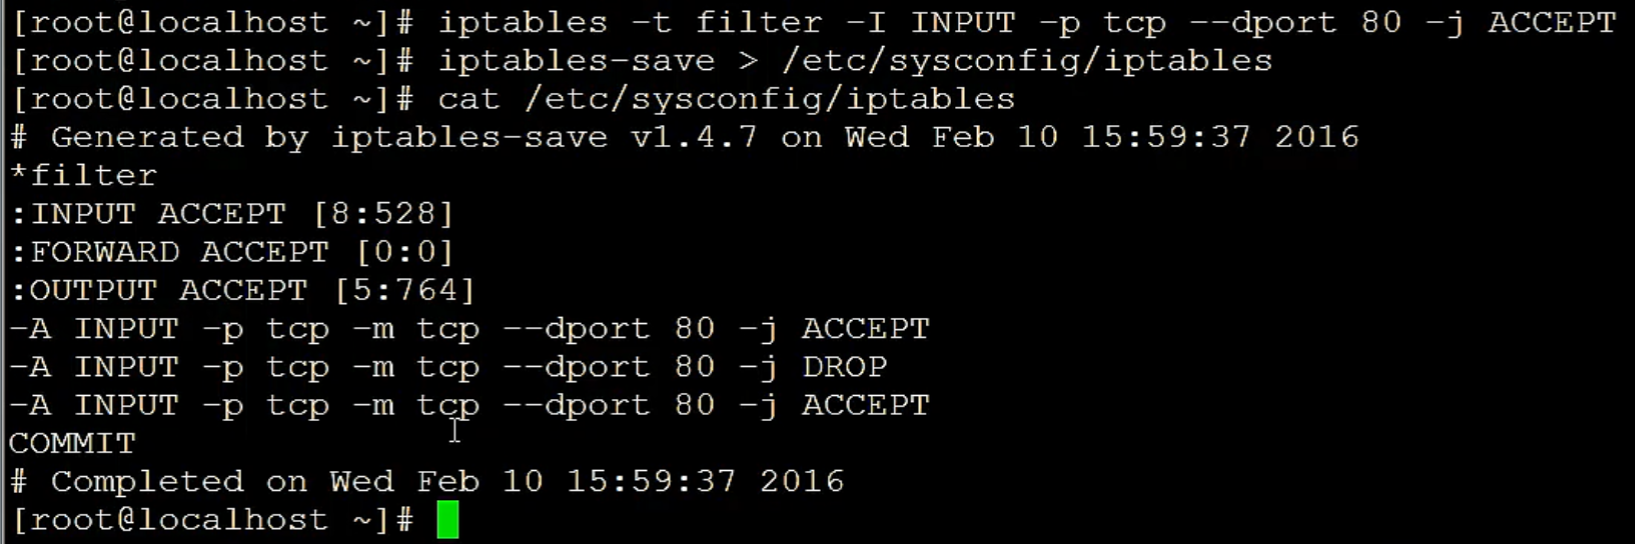 [root@localhost ~]# iptables -t filter -I INPUT -p tcp --dport 80 -j ACCEPT
[root@localhost ~]# iptables-save > /etc/sysconfig/iptables
[root@localhost ~]# cat /etc/sysconfig/iptables
# Generated by iptables-save v1.4.7 on Wed Feb 10 15:59:37 2016
*filter
:INPUT ACCEPT [8:528]
:FORWARD ACCEPT [0:0]
:OUTPUT ACCEPT [5:764]
-A INPUT -p tcp -m tcp --dport 80 -j ACCEPT
-A INPUT -p tcp -m tcp --dport 80 -j DROP
-A INPUT -p tcp -m tcp --dport 80 -j ACCEPT
COMMIT
# Completed on Wed Feb 10 15:59:37 2016
[root@localhost ~]#